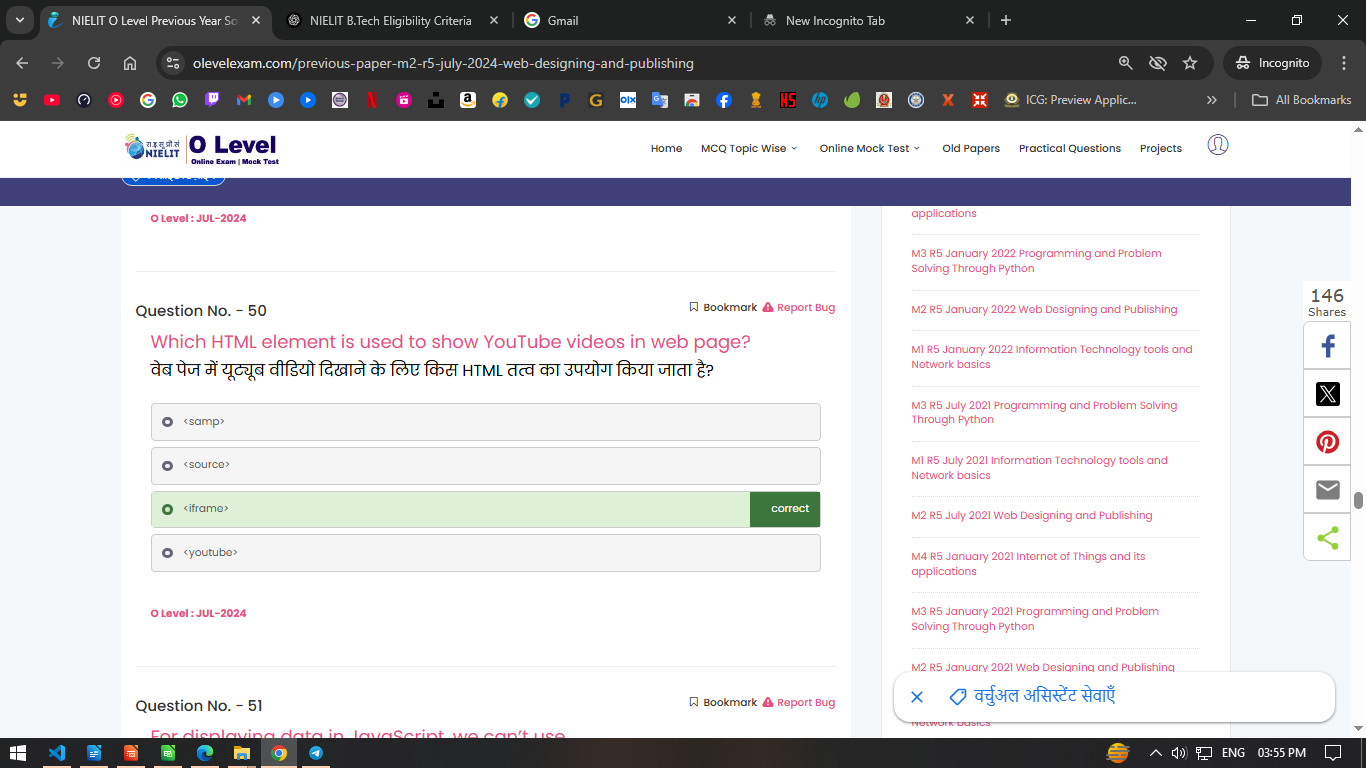 NIELIT O Level Previous Year So
NIELIT B.Tech Eligibility Criteria
Gmail
New Incognito Tab
olevelexam.com/previous-paper-m2-r5-july-2024-web-designing-and-publishing
Incognito
ICG: Preview Applic...
All Bookmarks
रा.इ.सू.प्रौ.सं
NIELIT
O Level
Online Exam | Mock Test
Home
MCQ Topic Wise
Online Mock Test
Old Papers
Practical Questions
Projects
O Level : JUL-2024
Question No. - 50
Bookmark
Report Bug
Which HTML element is used to show YouTube videos in web page?
वेब पेज में यूट्यूब वीडियो दिखाने के लिए किस HTML तत्व का उपयोग किया जाता है?
<samp>
<source>
<iframe>
correct
<youtube>
O Level : JUL-2024
Question No. - 51
Bookmark
Report Bug
For displaying data in JavaScript, we can't use
applications
M3 R5 January 2022 Programming and Problem
Solving Through Python
M2 R5 January 2022 Web Designing and Publishing
M1 R5 January 2022 Information Technology tools and
Network basics
M3 R5 July 2021 Programming and Problem Solving
Through Python
M1 R5 July 2021 Information Technology tools and
Network basics
M2 R5 July 2021 Web Designing and Publishing
M4 R5 January 2021 Internet of Things and its
applications
M3 R5 January 2021 Programming and Problem
Solving Through Python
M2 R5 January 2021 Web Designing and Publishing
Network basics
वर्चुअल असिस्टेंट सेवाएँ
146
Shares
ENG
03:55 PM